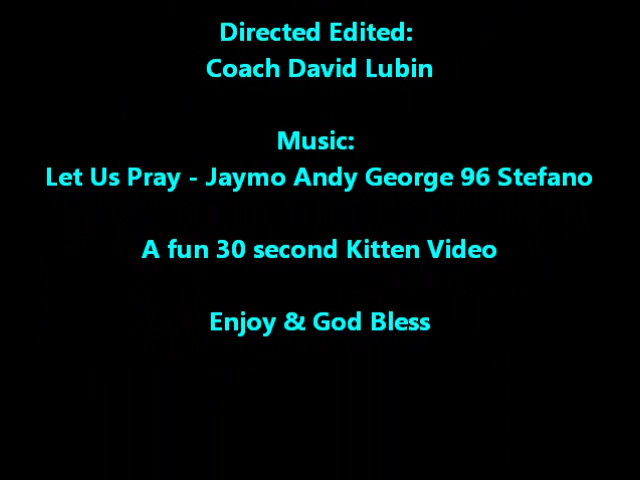 Directed Edited:
Coach David Lubin
Music:
Let Us Pray - Jaymo Andy George 96 Stefano
A fun 30 second Kitten Video
Enjoy & God Bless